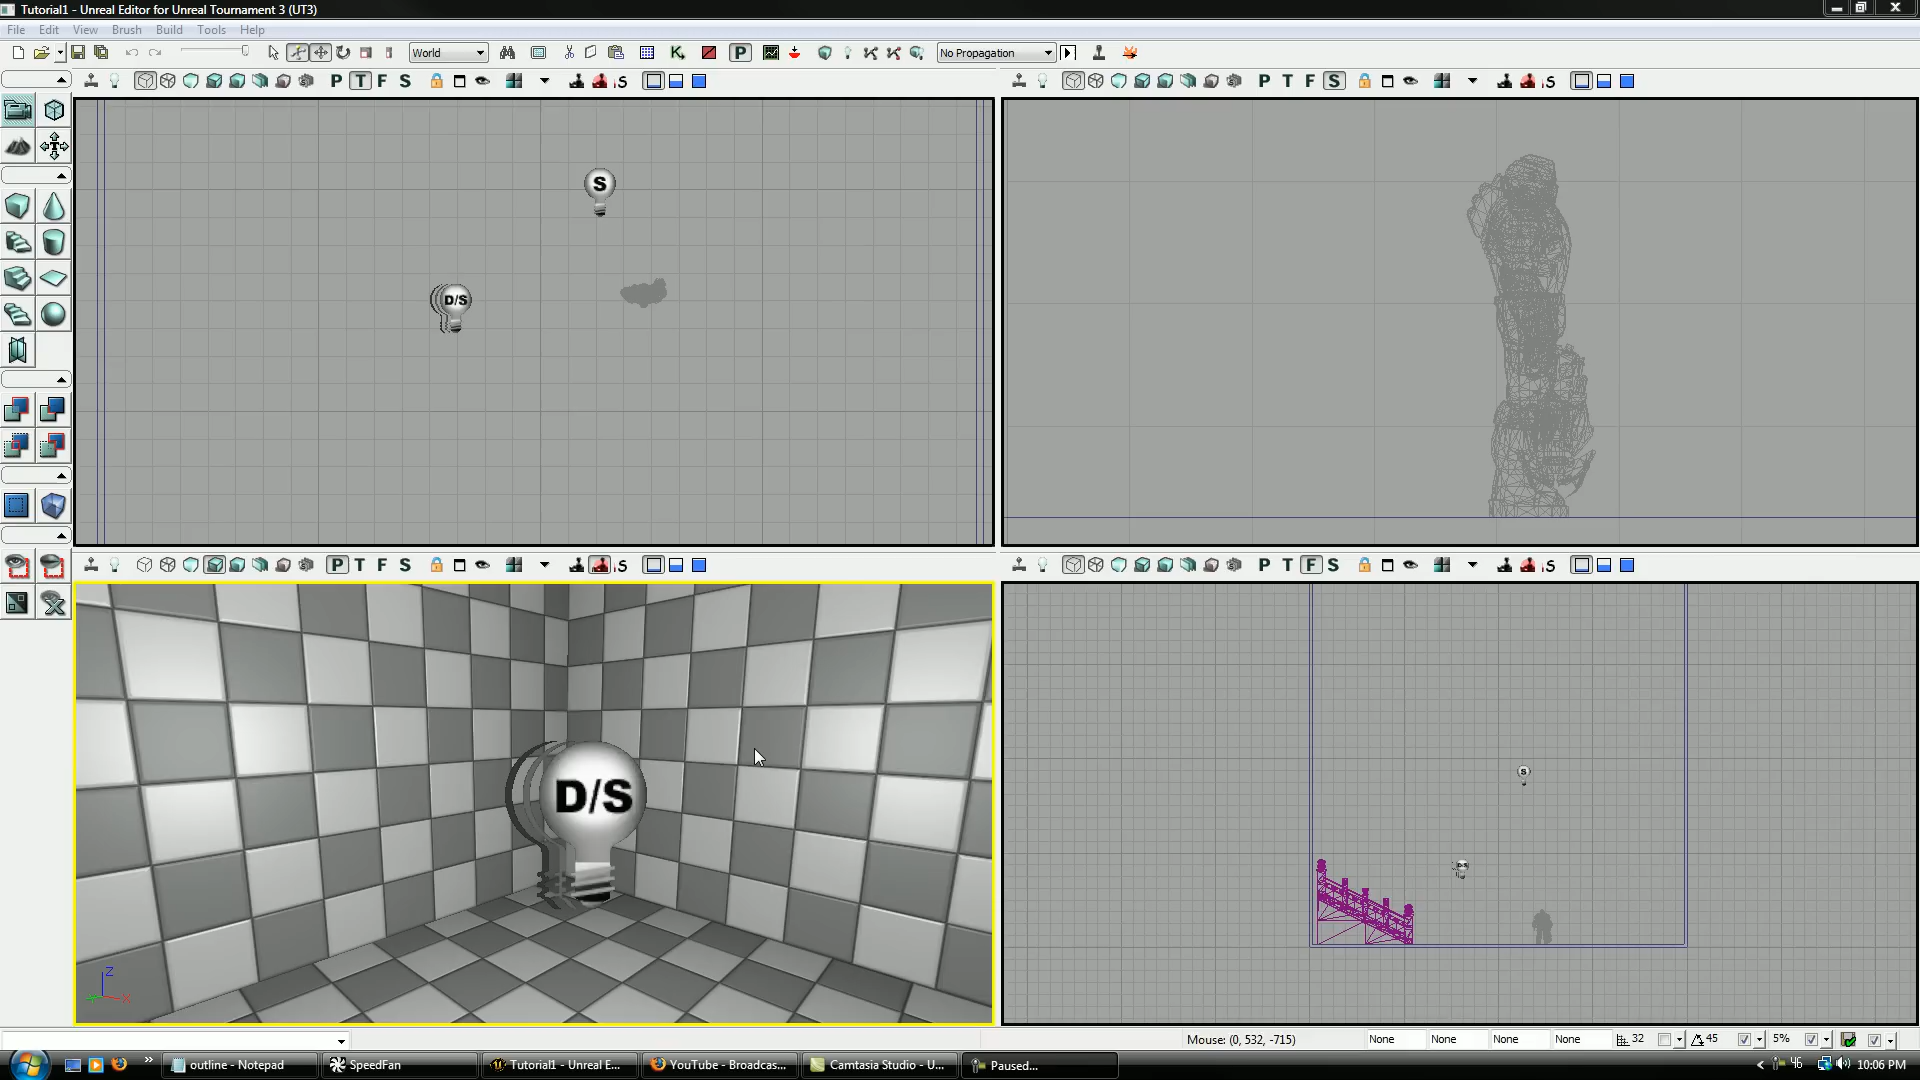 Tutorial1 - Unreal Editor for Unreal Tournament 3 (UT3)
File Edit View Brush Build Tools Help
World
P
No Propagation
P T F S
S
P T F S
S
S
D/S
P T F S
S
P T F S
S
D/S
Z
X
S
D/S
Mouse: (0, 532, -715)
None
None
None
None
32
45
5%
outline - Notepad
SpeedFan
Tutorial1 - Unreal E...
YouTube - Broadcas...
Camtasia Studio - U...
Paused...
46
10:06 PM